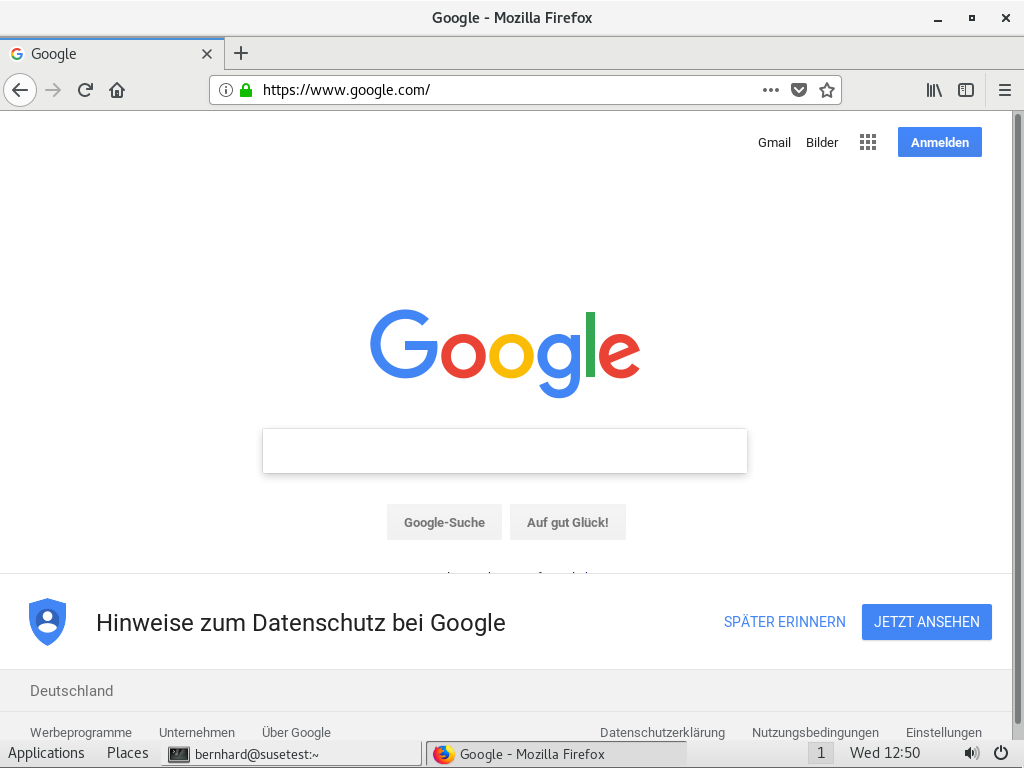 Google - Mozilla Firefox
Google
https://www.google.com/
Gmail Bilder Anmelden
Google
Google-Suche Auf gut Glück!
Hinweise zum Datenschutz bei Google SPÄTER ERINNERN JETZT ANSEHEN
Deutschland
Werbeprogramme Unternehmen Über Google Datenschutzerklärung Nutzungsbedingungen Einstellungen
Applications Places bernhard@susetest:~ Google - Mozilla Firefox 1 Wed 12:50